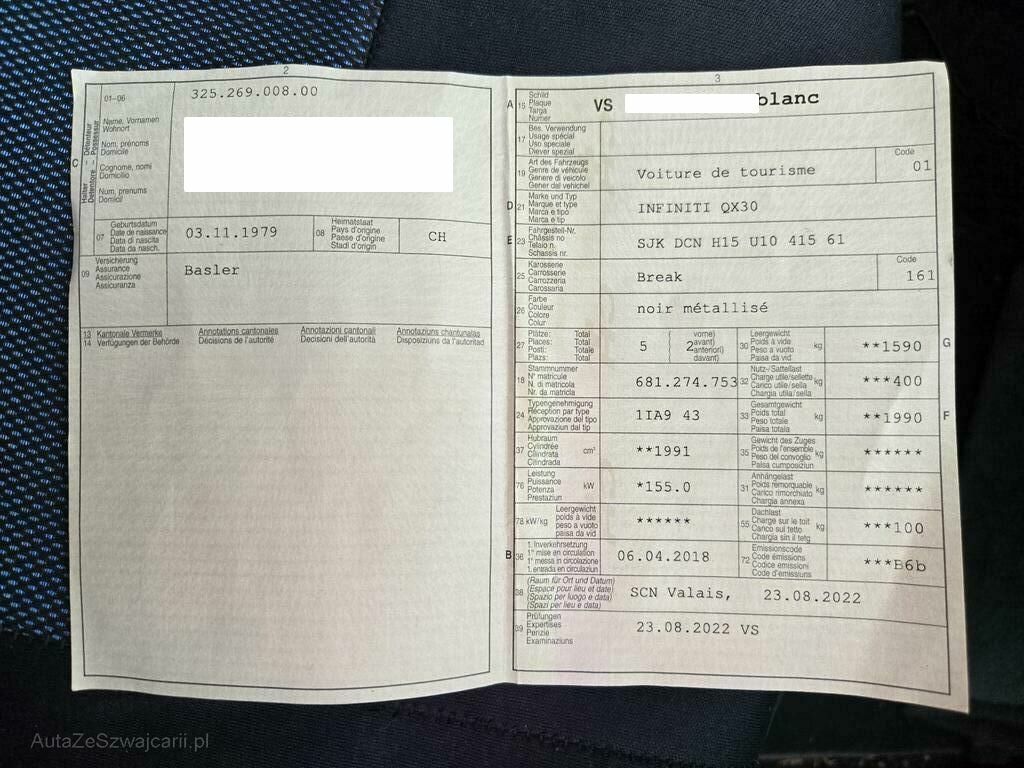 2
01–06
325.269.008.00
C
Halter Détenteur
Detentore Possessur
Name, Vornamen
Wohnort
Nom, prénoms
Domicile
Cognome, nomi
Domicilio
Num, prenums
Domicil
07
Geburtsdatum
Date de naissance
Data di nascita
Data da nasch.
03.11.1979
08
Heimatstaat
Pays d'origine
Paese d'origine
Stadi d'origin
CH
09
Versicherung
Assurance
Assicurazione
Assicuranza
Basler
13 Kantonale Vermerke
14 Verfügungen der Behörde
Annotations cantonales
Décisions de l'autorité
Annotazioni cantonali
Decisioni dell'autorità
Annotaziuns chantunalas
Disposiziuns da l'autoritad
3
A 15
Schild
Plaque
Targa
Numer
VS blanc
17
Bes. Verwendung
Usage spécial
Uso speciale
Diever spezial
19
Art des Fahrzeugs
Genre de véhicule
Genere di veicolo
Gener dal vehichel
Voiture de tourisme
Code
01
D 21
Marke und Typ
Marque et type
Marca e tipo
Marca e tip
INFINITI QX30
E 23
Fahrgestell-Nr.
Châssis no
Telaio n.
Schassis nr.
SJK DCN H15 U10 415 61
25
Karosserie
Carrosserie
Carrozzeria
Carossaria
Break
Code
161
26
Farbe
Couleur
Colore
Colur
noir métallisé
27
Plätze: Total
Places: Total
Posti: Totale
Plazs: Total
5
( vorne)
( 2 avant)
( anteriori)
( davant)
30
Leergewicht
Poids à vide
Peso a vuoto
Paisa da vid
kg
**1590
G
18
Stammnummer
N° matricule
N. di matricola
Nr. da matricla
681.274.753
32
Nutz-/Sattellast
Charge utile/sellette
Carico utile/sella
Chargia utila/sella
kg
***400
24
Typengenehmigung
Réception par type
Approvazione del tipo
Approvaziun dal tip
1IA9 43
33
Gesamtgewicht
Poids total
Peso totale
Paisa totala
kg
**1990
F
37
Hubraum
Cylindrée
Cilindrata
Cilindrada
cm³
**1991
35
Gewicht des Zuges
Poids de l'ensemble
Peso del convoglio
Paisa cumposiziun
kg
******
76
Leistung
Puissance
Potenza
Prestaziun
kW
*155.0
31
Anhängelast
Poids remorquable
Carico rimorchiato
Chargia annexa
kg
******
78 kW/kg
Leergewicht
poids à vide
peso a vuoto
paisa da vid
******
55
Dachlast
Charge sur le toit
Carico sul tetto
Chargia sin il tetg
kg
***100
B 36
1. Inverkehrsetzung
1re mise en circulation
1a messa in circolazione
1. entrada en circulaziun
06.04.2018
72
Emissionscode
Code émissions
Codice emissioni
Code d'emissiuns
***B6b
38
(Raum für Ort und Datum)
(Espace pour lieu et date)
(Spazio per luogo e data)
(Spazi per lieu e data)
SCN Valais, 23.08.2022
39
Prüfungen
Expertises
Perizie
Examinaziuns
23.08.2022 VS
AutaZeSzwajcarii.pl